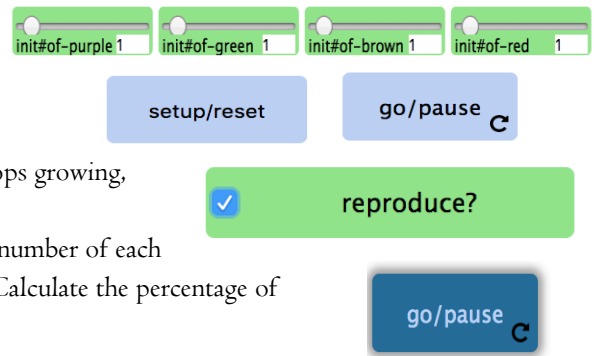 init#of-purple 1 init#of-green 1 init#of-brown 1 init#of-red 1
setup/reset go/pause
ops growing,
reproduce?
number of each
Calculate the percentage of
go/pause